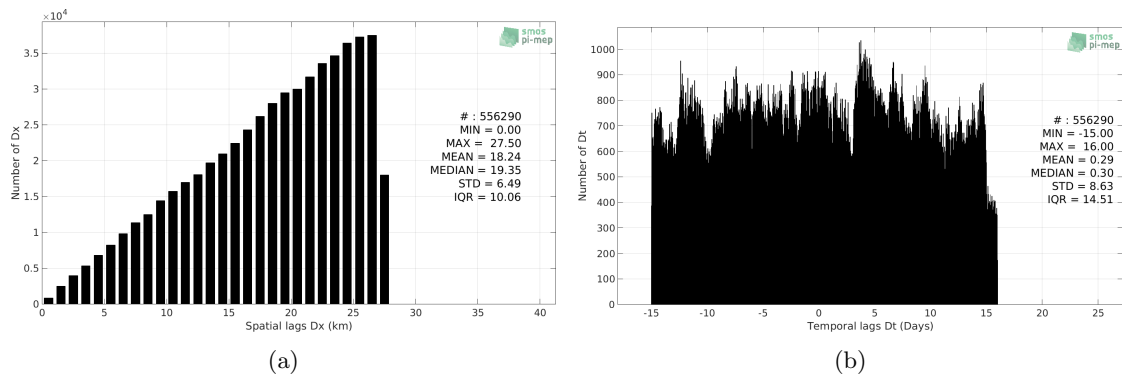 ×10⁴
smos
pi-mep
3.5
3
2.5
2
1.5
1
0.5
0
Number of Dx
# : 556290
MIN = 0.00
MAX = 27.50
MEAN = 18.24
MEDIAN = 19.35
STD = 6.49
IQR = 10.06
0 5 10 15 20 25 30 35 40
Spatial lags Dx (km)
(a)
smos
pi-mep
1000
900
800
700
600
500
400
300
200
100
0
Number of Dt
# : 556290
MIN = -15.00
MAX = 16.00
MEAN = 0.29
MEDIAN = 0.30
STD = 8.63
IQR = 14.51
-15 -10 -5 0 5 10 15 20 25
Temporal lags Dt (Days)
(b)